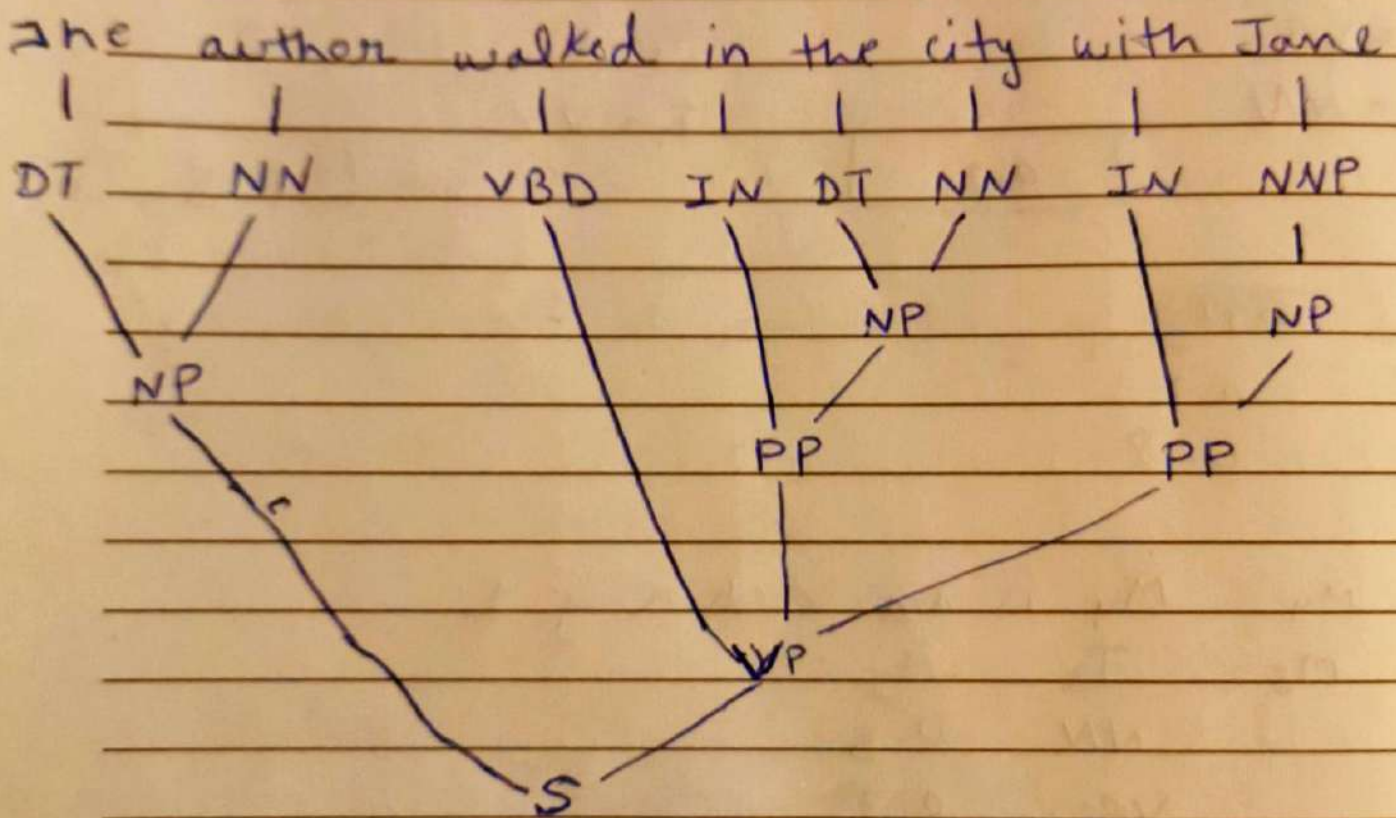 The author walked in the city with Jane
DT NN VBD IN DT NN IN NNP
NP NP
NP
PP PP
VP
S